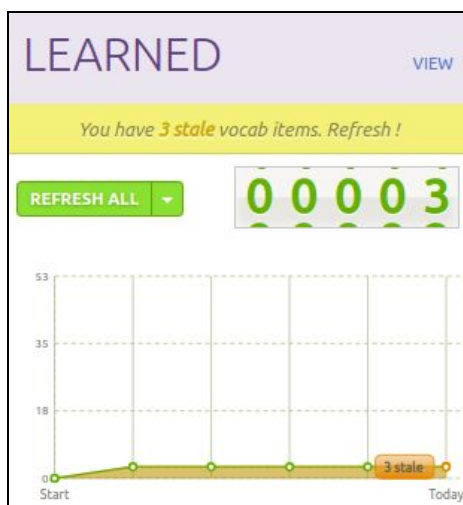 LEARNED
VIEW
You have 3 stale vocab items. Refresh !
REFRESH ALL
0 0 0 0 3
53
35
18
0
3 stale
Start
Today